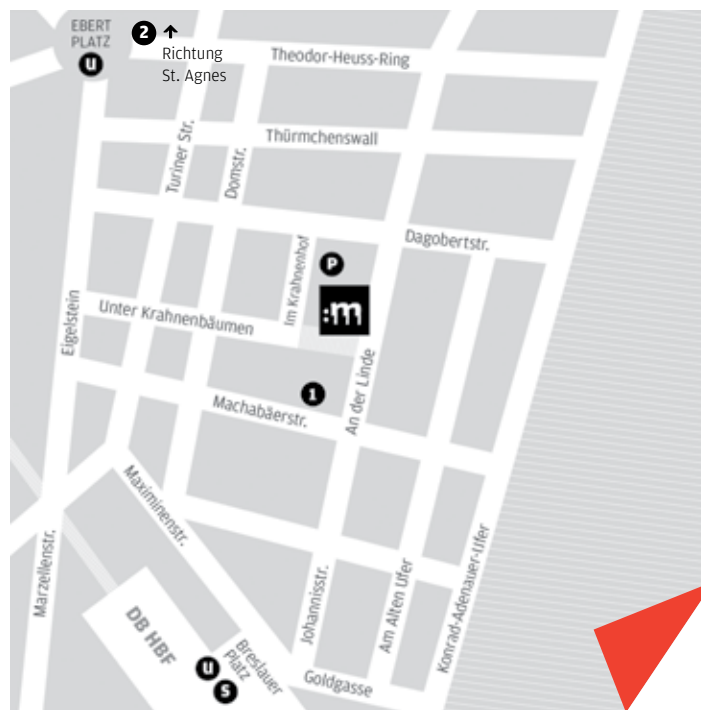 EBERT
PLATZ
U
2
Richtung
St. Agnes
Theodor-Heuss-Ring
Thürmchenswall
Turiner Str.
Domstr.
Dagobertstr.
Im Krahnenhof
P
:m
Unter Krahnenbäumen
Eigelstein
An der Linde
1
Machabäerstr.
Maximinenstr.
Marzellenstr.
Johannisstr.
Am Alten Ufer
Konrad-Adenauer-Ufer
DB HBF
Breslauer
Platz
U
S
Goldgasse